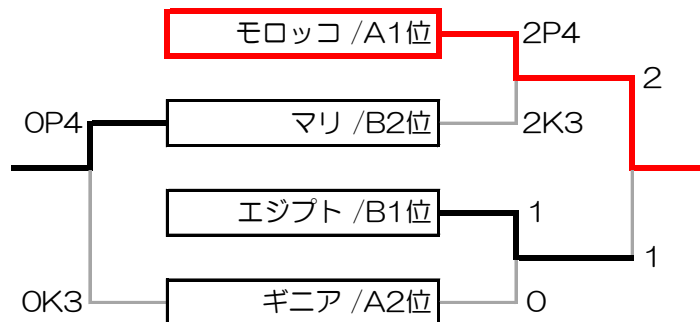 モロッコ /A1位
2P4
2
0P4
マリ /B2位
2K3
エジプト /B1位
1
1
0K3
ギニア /A2位
0